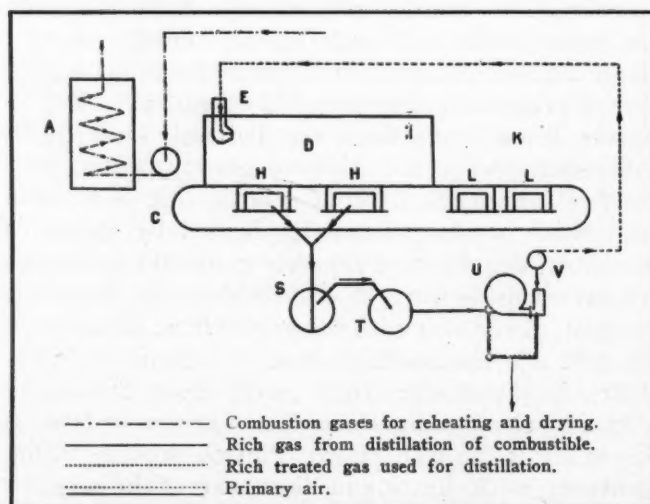 A
E
D
K
H H L L
C
S
T
U
V
Combustion gases for reheating and drying.
Rich gas from distillation of combustible.
Rich treated gas used for distillation.
Primary air.